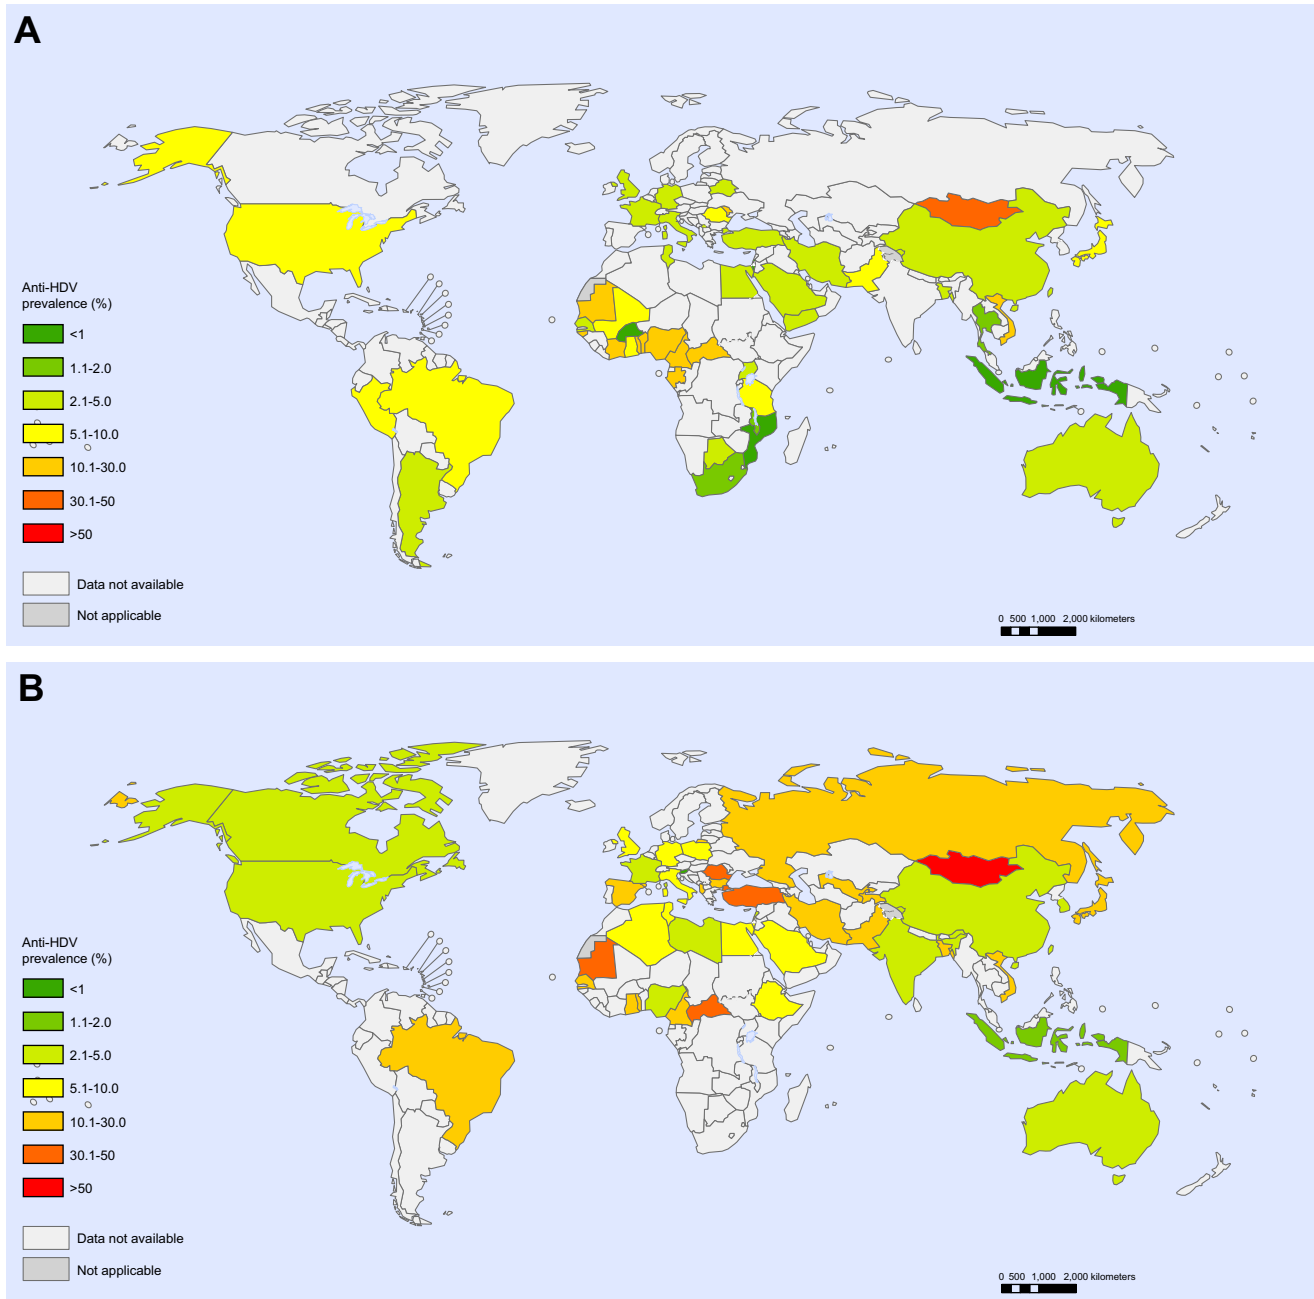 A
Anti-HDV
prevalence (%)
<1
1.1-2.0
2.1-5.0
5.1-10.0
10.1-30.0
30.1-50
>50
Data not available
Not applicable
0 500 1,000 2,000 kilometers
B
Anti-HDV
prevalence (%)
<1
1.1-2.0
2.1-5.0
5.1-10.0
10.1-30.0
30.1-50
>50
Data not available
Not applicable
0 500 1,000 2,000 kilometers